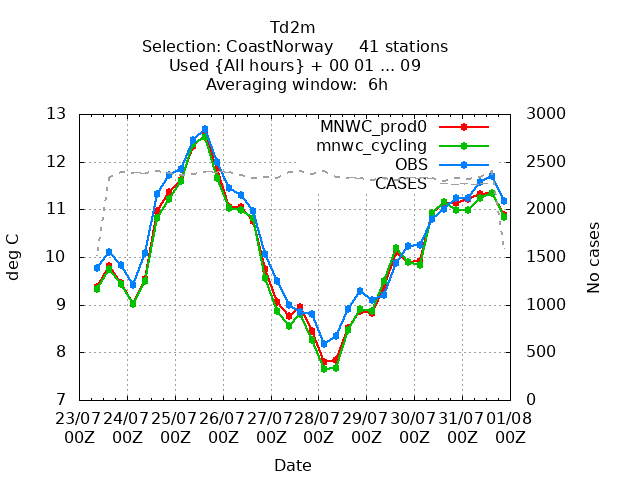 Td2m
Selection: CoastNorway 41 stations
Used {All hours} + 00 01 ... 09
Averaging window: 6h
13 3000
MNWC_prod0
mnwc_cycling
12 2500
OBS
CASES
11 2000
10 1500
9 1000
8 500
7 0
deg C
No cases
23/07 24/07 25/07 26/07 27/07 28/07 29/07 30/07 31/07 01/08
00Z 00Z 00Z 00Z 00Z 00Z 00Z 00Z 00Z 00Z
Date